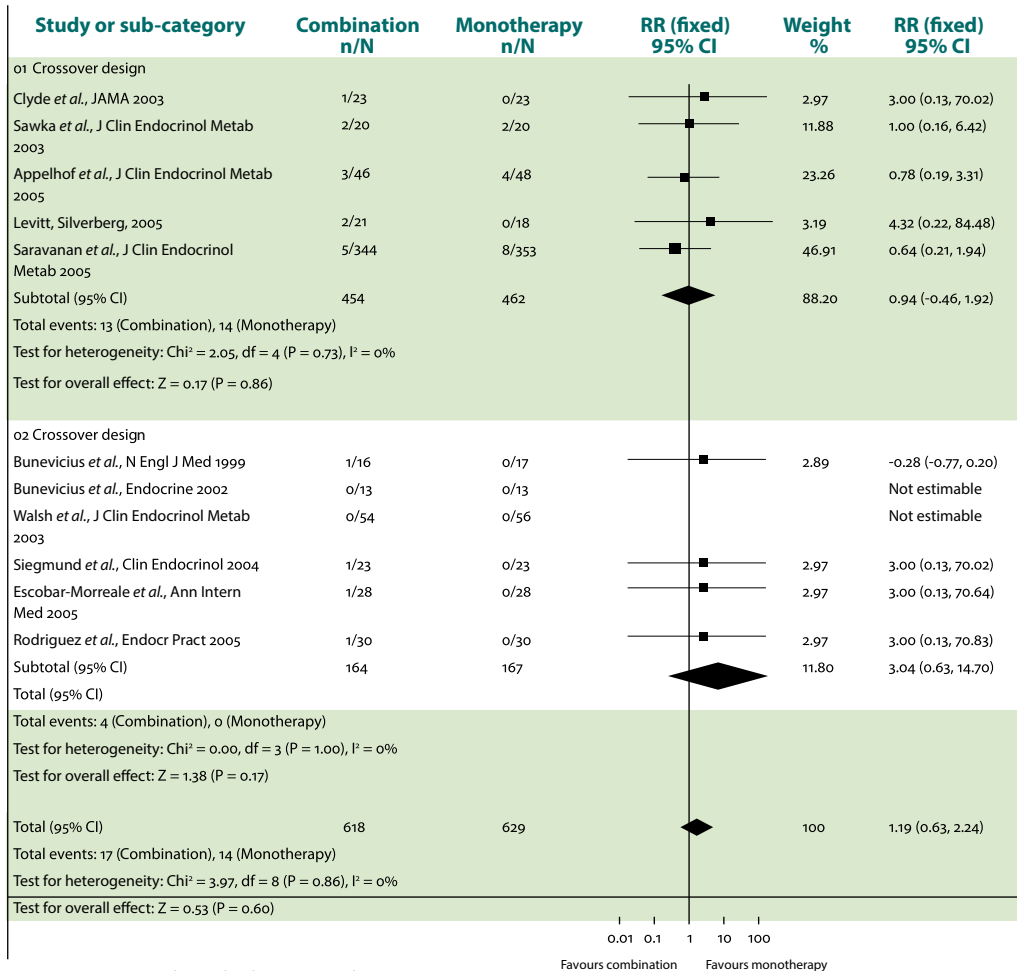 Study or sub-category Combination n/N Monotherapy n/N RR (fixed) 95% CI Weight % RR (fixed) 95% CI
01 Crossover design
Clyde et al., JAMA 2003 1/23 0/23 2.97 3.00 (0.13, 70.02)
Sawka et al., J Clin Endocrinol Metab 2/20 2/20 11.88 1.00 (0.16, 6.42)
2003
Appelhof et al., J Clin Endocrinol Metab 3/46 4/48 23.26 0.78 (0.19, 3.31)
2005
Levitt, Silverberg, 2005 2/21 0/18 3.19 4.32 (0.22, 84.48)
Saravanan et al., J Clin Endocrinol 5/344 8/353 46.91 0.64 (0.21, 1.94)
Metab 2005
Subtotal (95% CI) 454 462 88.20 0.94 (-0.46, 1.92)
Total events: 13 (Combination), 14 (Monotherapy)
Test for heterogeneity: Chi² = 2.05, df = 4 (P = 0.73), I² = 0%
Test for overall effect: Z = 0.17 (P = 0.86)
02 Crossover design
Bunevicius et al., N Engl J Med 1999 1/16 0/17 2.89 -0.28 (-0.77, 0.20)
Bunevicius et al., Endocrine 2002 0/13 0/13 Not estimable
Walsh et al., J Clin Endocrinol Metab 0/54 0/56 Not estimable
2003
Siegmund et al., Clin Endocrinol 2004 1/23 0/23 2.97 3.00 (0.13, 70.02)
Escobar-Morreale et al., Ann Intern 1/28 0/28 2.97 3.00 (0.13, 70.64)
Med 2005
Rodriguez et al., Endocr Pract 2005 1/30 0/30 2.97 3.00 (0.13, 70.83)
Subtotal (95% CI) 164 167 11.80 3.04 (0.63, 14.70)
Total (95% CI)
Total events: 4 (Combination), 0 (Monotherapy)
Test for heterogeneity: Chi² = 0.00, df = 3 (P = 1.00), I² = 0%
Test for overall effect: Z = 1.38 (P = 0.17)
Total (95% CI) 618 629 100 1.19 (0.63, 2.24)
Total events: 17 (Combination), 14 (Monotherapy)
Test for heterogeneity: Chi² = 3.97, df = 8 (P = 0.86), I² = 0%
Test for overall effect: Z = 0.53 (P = 0.60)
0.01 0.1 1 10 100
Favours combination Favours monotherapy